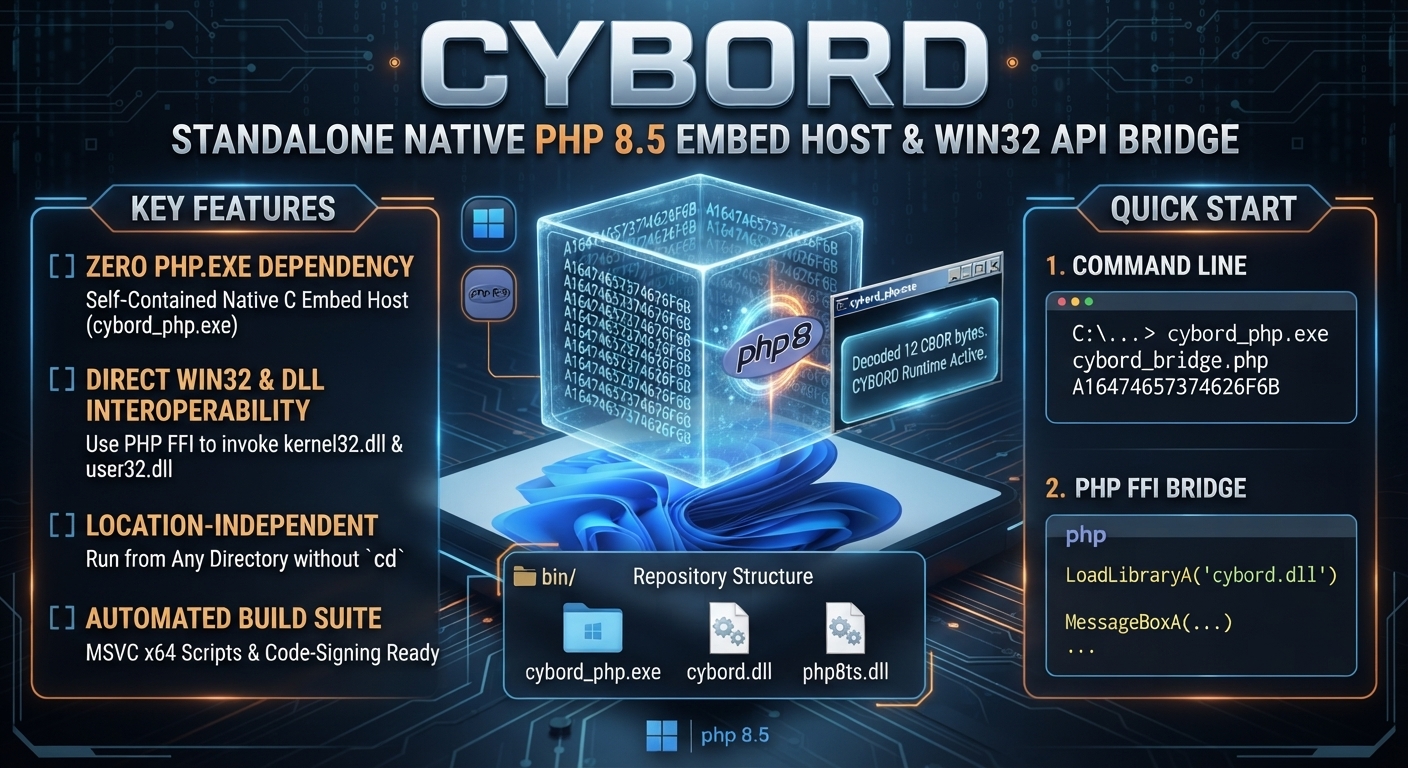 CYBORD
STANDALONE NATIVE PHP 8.5 EMBED HOST & WIN32 API BRIDGE
KEY FEATURES
[ ] ZERO PHP.EXE DEPENDENCY
Self-Contained Native C Embed Host
(cybord_php.exe)
[ ] DIRECT WIN32 & DLL
INTEROPERABILITY
Use PHP FFI to invoke kernel32.dll &
user32.dll
[ ] LOCATION-INDEPENDENT
Run from Any Directory without `cd`
[ ] AUTOMATED BUILD SUITE
MSVC x64 Scripts & Code-Signing Ready
php8
Decoded 12 CBOR bytes.
CYBORD Runtime Active.
bin/
Repository Structure
cybord_php.exe
cybord.dll
php8ts.dll
php 8.5
QUICK START
1. COMMAND LINE
C:\...> cybord_php.exe
cybord_bridge.php
A16474657374626F6B
2. PHP FFI BRIDGE
php
LoadLibraryA('cybord.dll')
MessageBoxA(...)
...